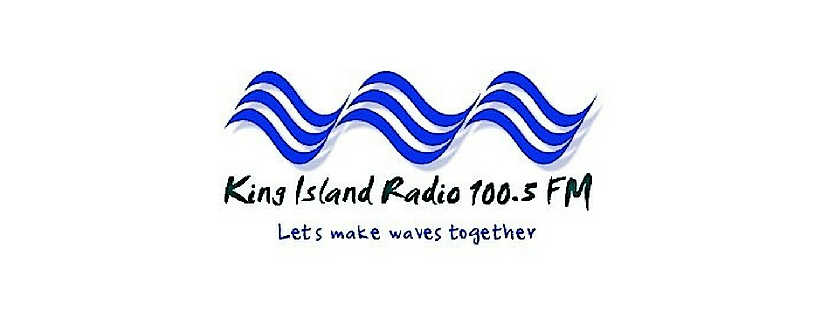 King Island Radio 100.5 FM
Lets make waves together